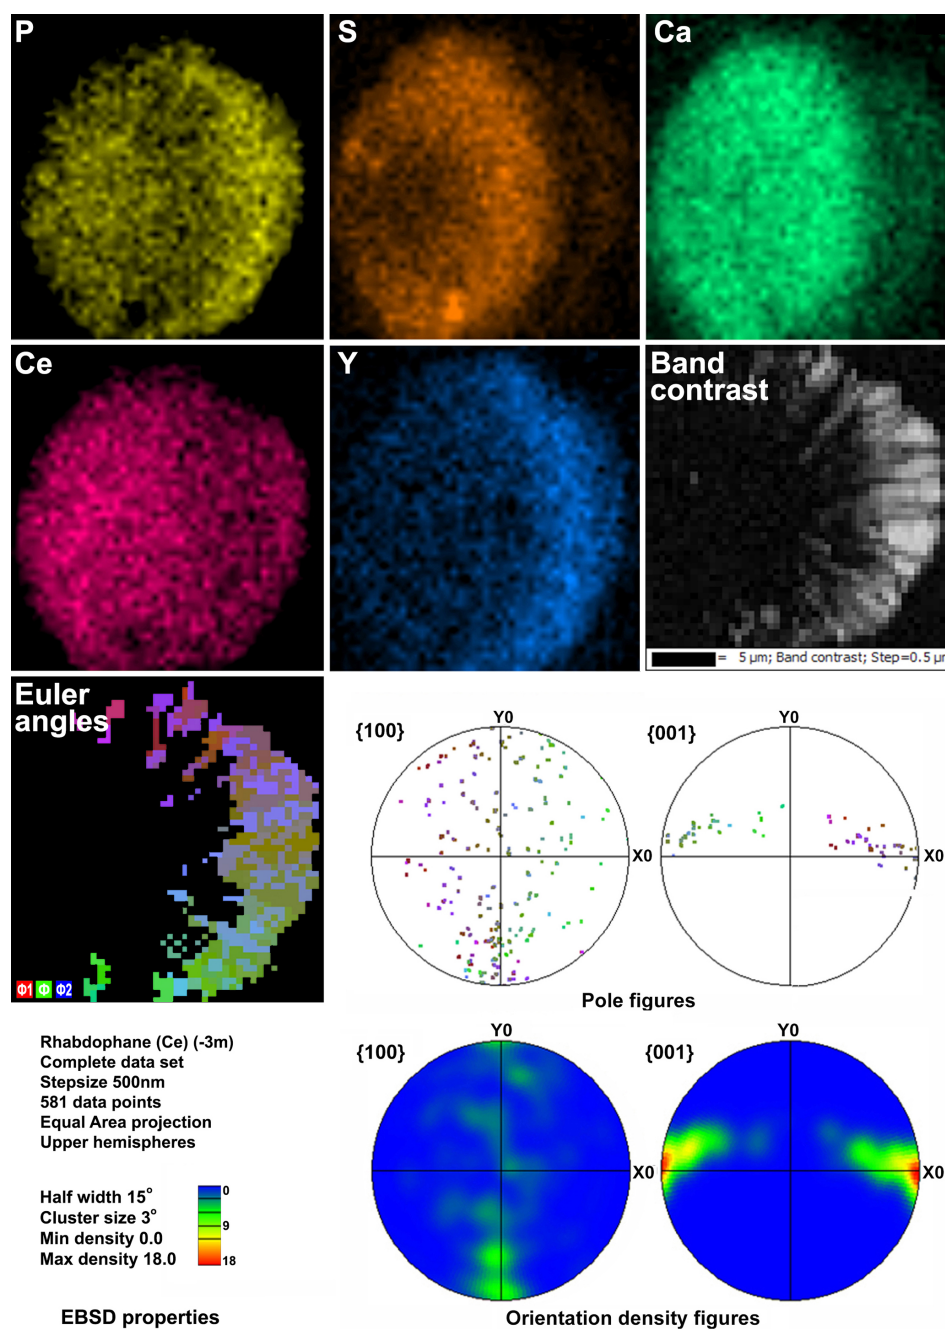 P
S
Ca
Ce
Y
Band
contrast
= 5 µm; Band contrast; Step=0.5 µm
Euler
angles
Φ1 Φ Φ2
{100}
Y0
X0
{001}
Y0
X0
Pole figures
Rhabdophane (Ce) (-3m)
Complete data set
Stepsize 500nm
581 data points
Equal Area projection
Upper hemispheres
Half width 15°
Cluster size 3°
Min density 0.0
Max density 18.0
0
9
18
EBSD properties
{100}
Y0
X0
{001}
Y0
X0
Orientation density figures